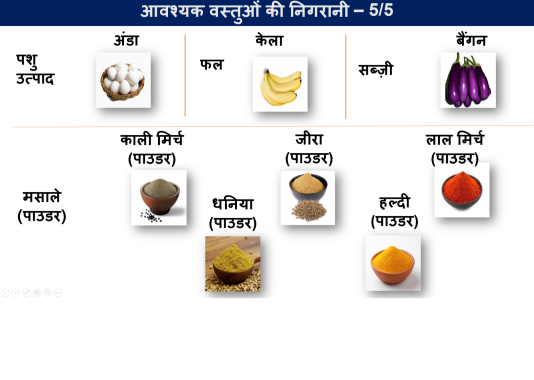 आवश्यक वस्तुओं की निगरानी – 5/5
पशु
उत्पाद
अंडा
फल
केला
सब्ज़ी
बैंगन
मसाले
(पाउडर)
काली मिर्च
(पाउडर)
धनिया
(पाउडर)
जीरा
(पाउडर)
हल्दी
(पाउडर)
लाल मिर्च
(पाउडर)